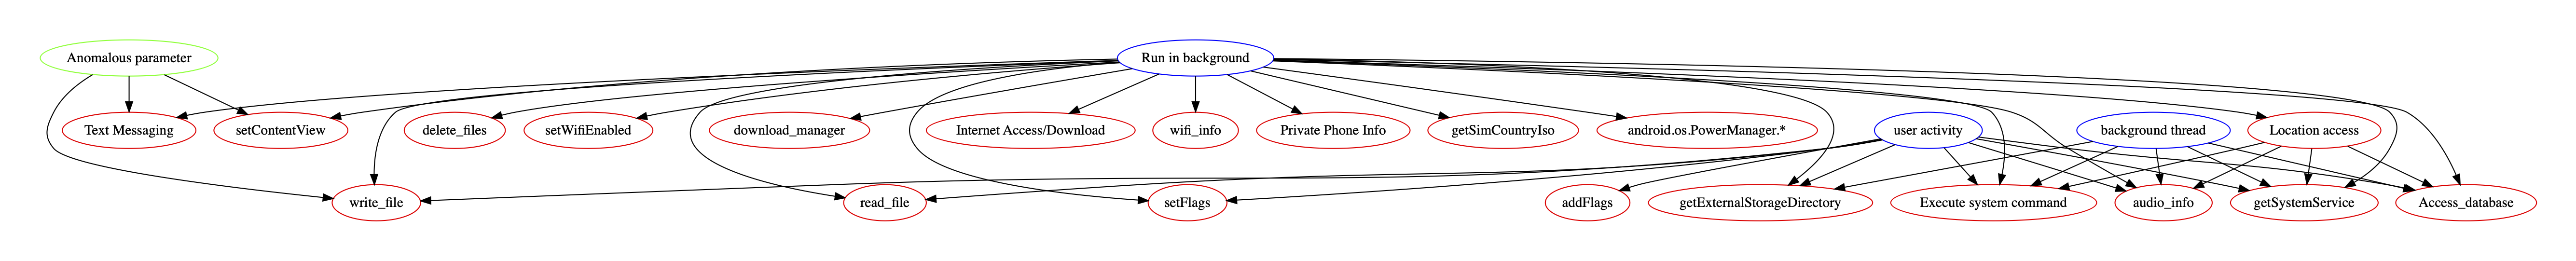 Anomalous parameter
Run in background
Text Messaging
setContentView
delete_files
setWifiEnabled
download_manager
Internet Access/Download
wifi_info
Private Phone Info
getSimCountryIso
android.os.PowerManager.*
user activity
background thread
Location access
write_file
read_file
setFlags
addFlags
getExternalStorageDirectory
Execute system command
audio_info
getSystemService
Access_database